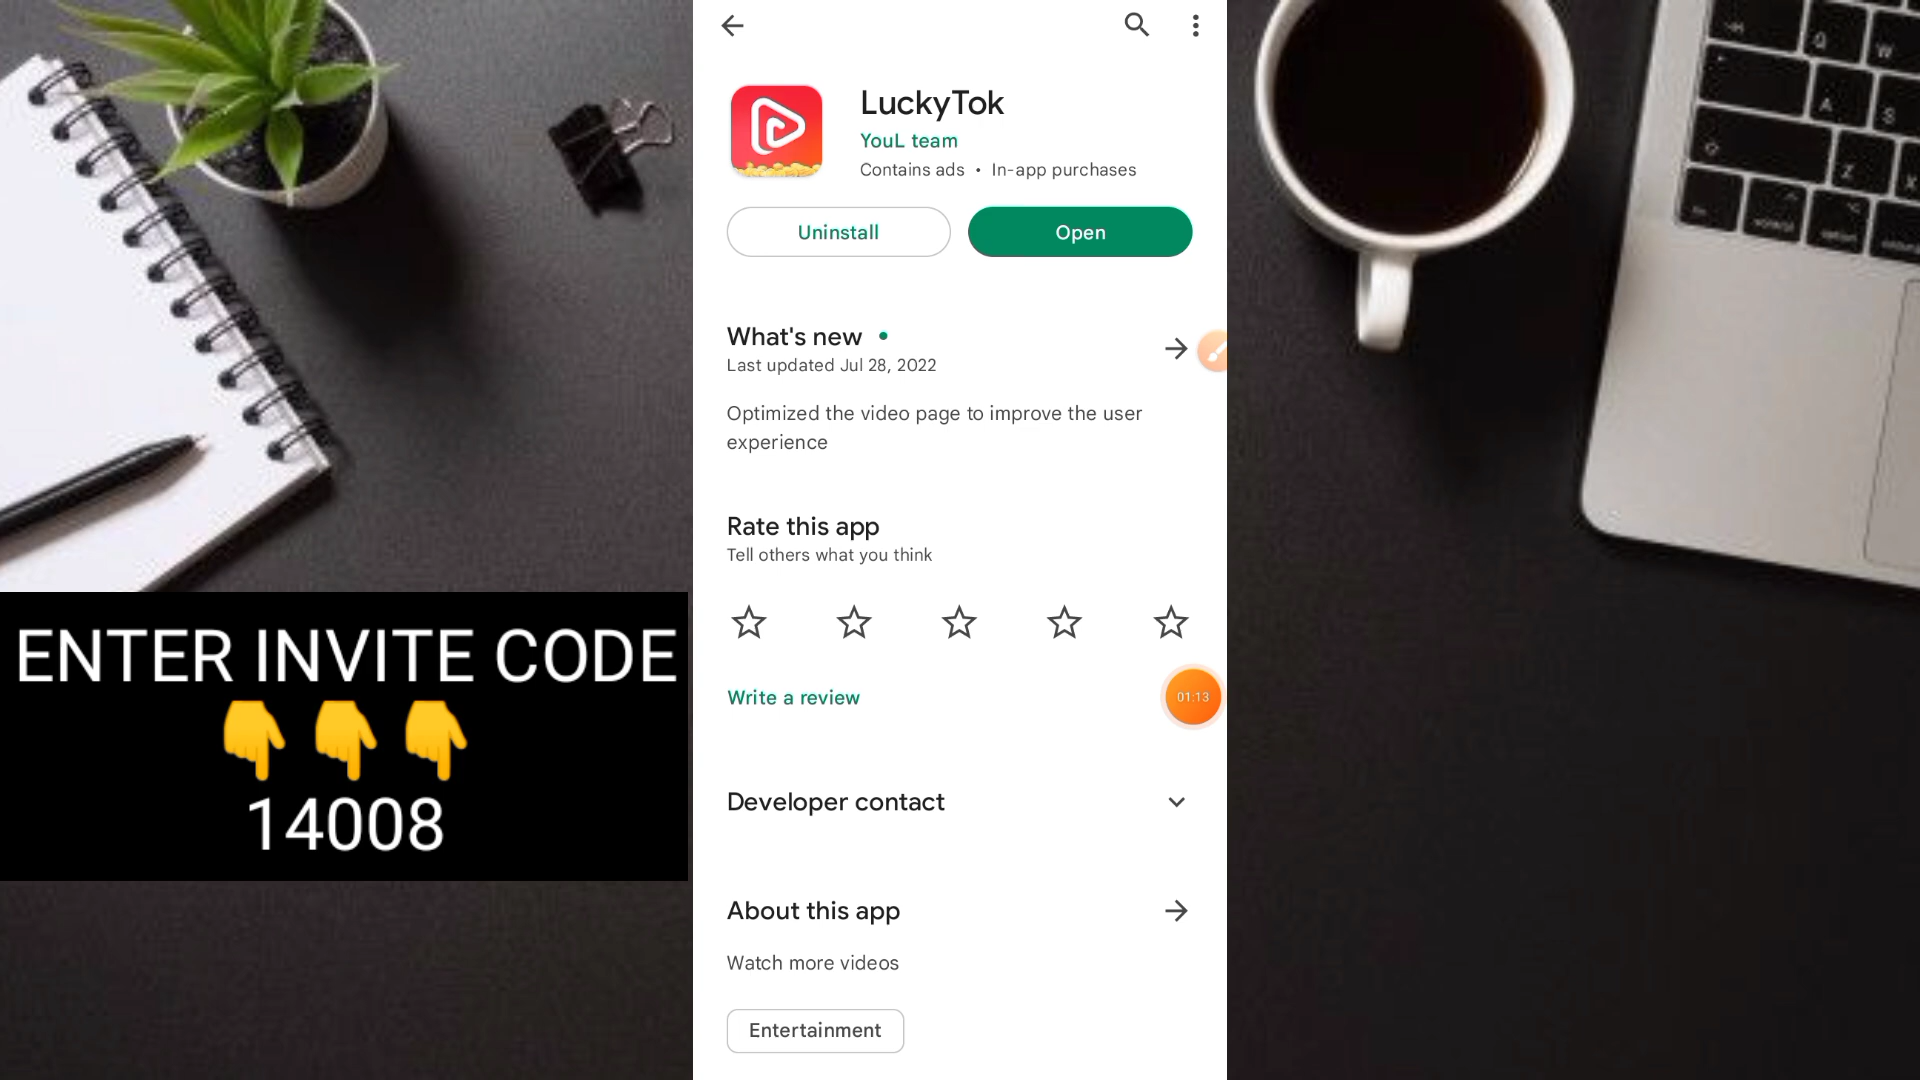 LuckyTok
YouL team
Contains ads • In-app purchases
Uninstall
Open
What's new •
Last updated Jul 28, 2022
Optimized the video page to improve the user
experience
Rate this app
Tell others what you think
Write a review
01:13
Developer contact
About this app
Watch more videos
Entertainment
ENTER INVITE CODE
👇👇👇
14008
Q
W
A
S
Z
X